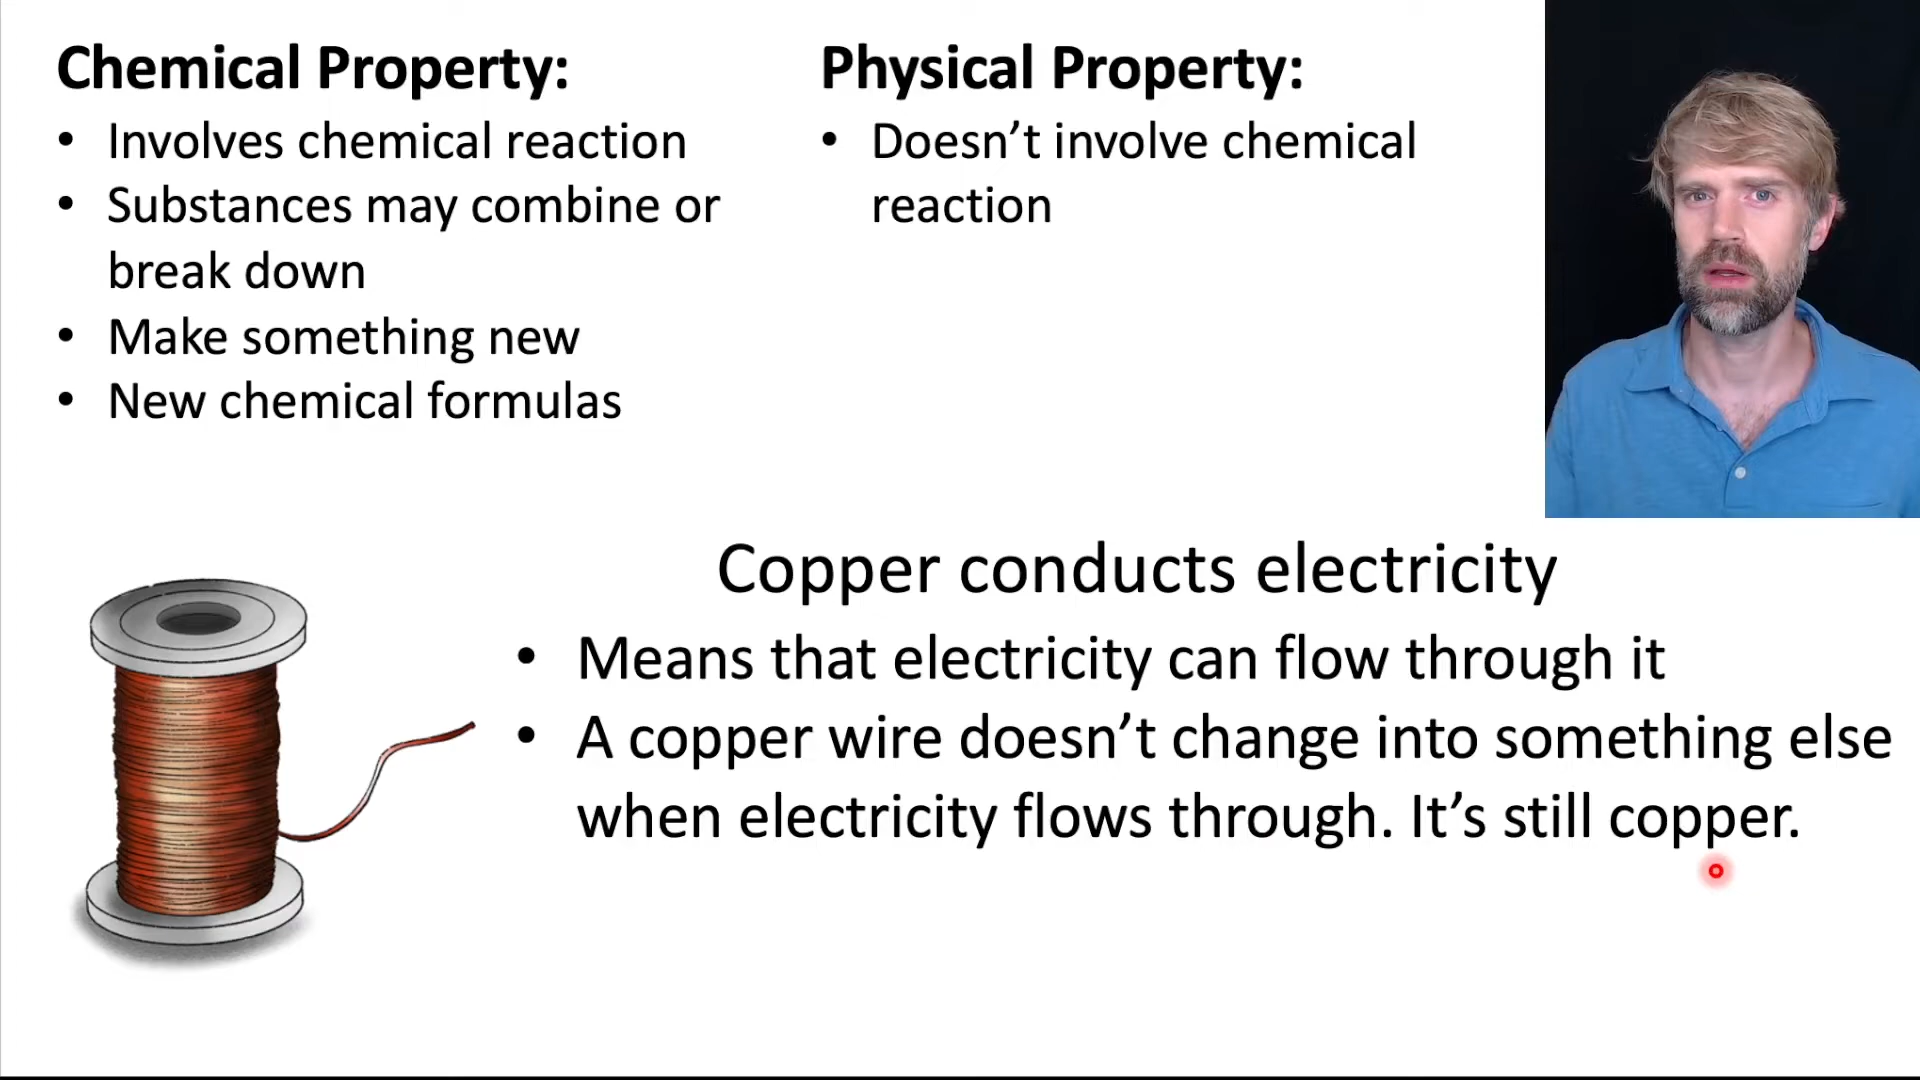 Chemical Property:
• Involves chemical reaction
• Substances may combine or
break down
• Make something new
• New chemical formulas
Physical Property:
• Doesn’t involve chemical
reaction
Copper conducts electricity
• Means that electricity can flow through it
• A copper wire doesn’t change into something else
when electricity flows through. It’s still copper.